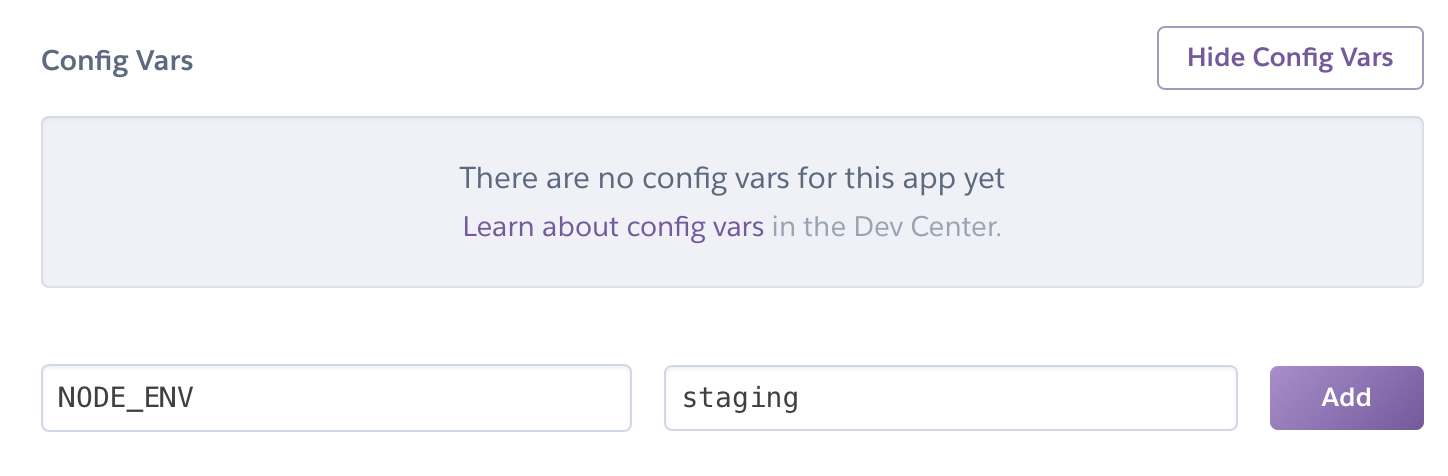 Config Vars
Hide Config Vars
There are no config vars for this app yet
Learn about config vars in the Dev Center.
NODE_ENV
staging
Add